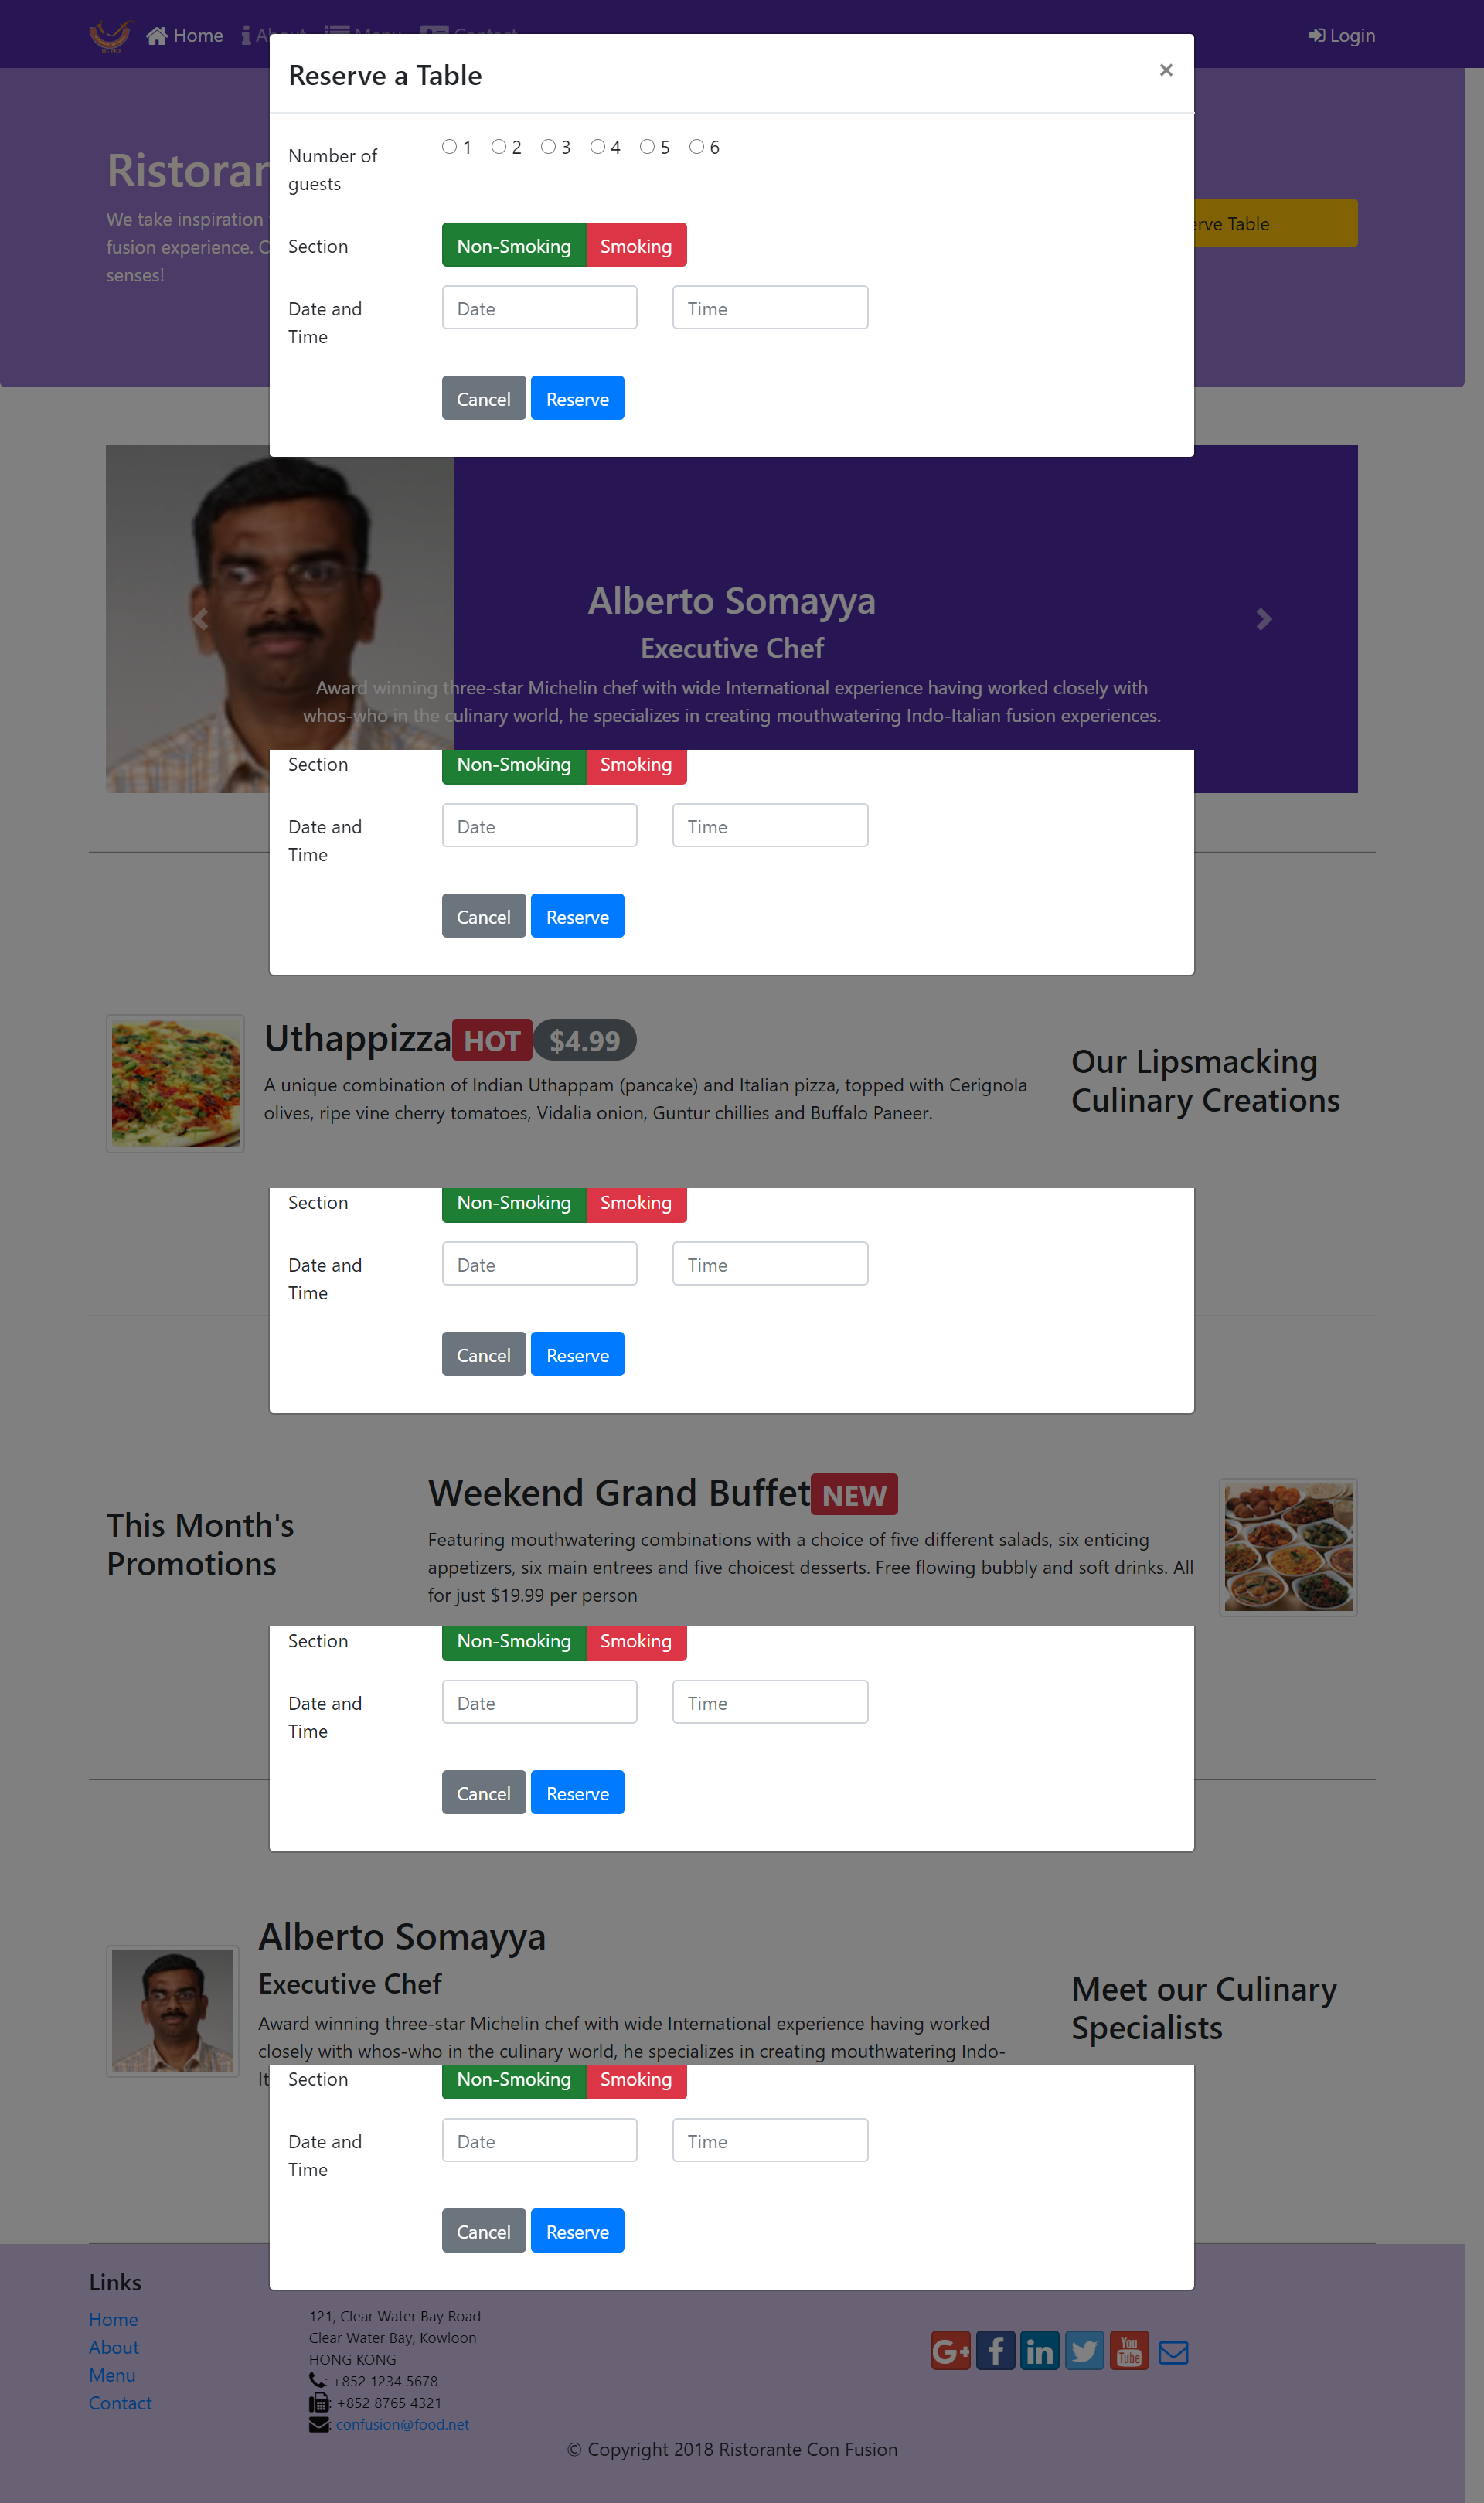 Home
About
Menu
Contact
Login
Reserve a Table
×
Number of
guests
1 2 3 4 5 6
Section
Non-Smoking Smoking
Date and
Time
Date
Time
Cancel Reserve
We take inspiration
fusion experience.
senses!
Table
Alberto Somayya
Executive Chef
Award winning three-star Michelin chef with wide International experience having worked closely with
whos-who in the culinary world, he specializes in creating mouthwatering Indo-Italian fusion experiences.
Section
Non-Smoking Smoking
Date and
Time
Date
Time
Cancel Reserve
Uthappizza HOT $4.99
A unique combination of Indian Uthappam (pancake) and Italian pizza, topped with Cerignola
olives, ripe vine cherry tomatoes, Vidalia onion, Guntur chillies and Buffalo Paneer.
Our Lipsmacking
Culinary Creations
Section
Non-Smoking Smoking
Date and
Time
Date
Time
Cancel Reserve
This Month's
Promotions
Weekend Grand Buffet NEW
Featuring mouthwatering combinations with a choice of five different salads, six enticing
appetizers, six main entrees and five choicest desserts. Free flowing bubbly and soft drinks. All
for just $19.99 per person
Section
Non-Smoking Smoking
Date and
Time
Date
Time
Cancel Reserve
Alberto Somayya
Executive Chef
Award winning three-star Michelin chef with wide International experience having worked
closely with whos-who in the culinary world, he specializes in creating mouthwatering Indo-
Meet our Culinary
Specialists
Section
Non-Smoking Smoking
Date and
Time
Date
Time
Cancel Reserve
Links
Home
About
Menu
Contact
121, Clear Water Bay Road
Clear Water Bay, Kowloon
HONG KONG
: +852 1234 5678
: +852 8765 4321
: confusion@food.net
G+ f in You Tube
© Copyright 2018 Ristorante Con Fusion